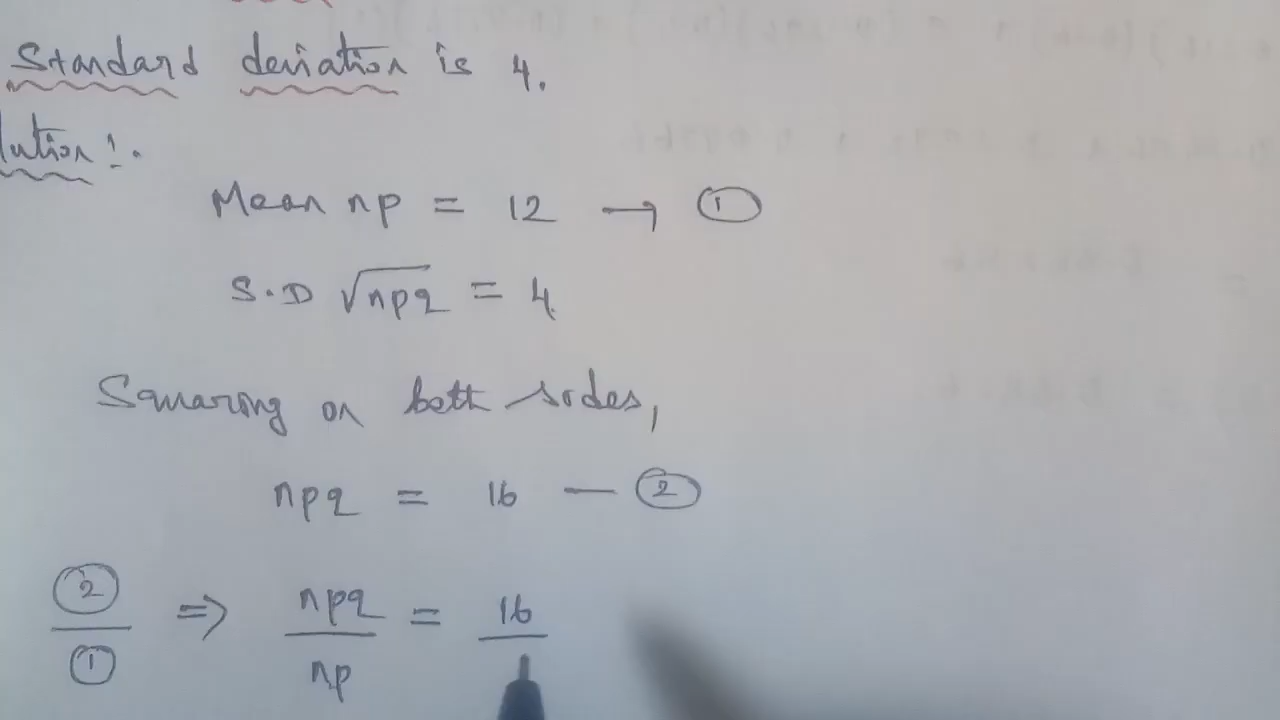 Standard deviation is 4.
lution :.
Mean np = 12 → ①
S.D √npq = 4
Squaring on both sides,
npq = 16 — ②
②/① ⇒ npq/np = 16/